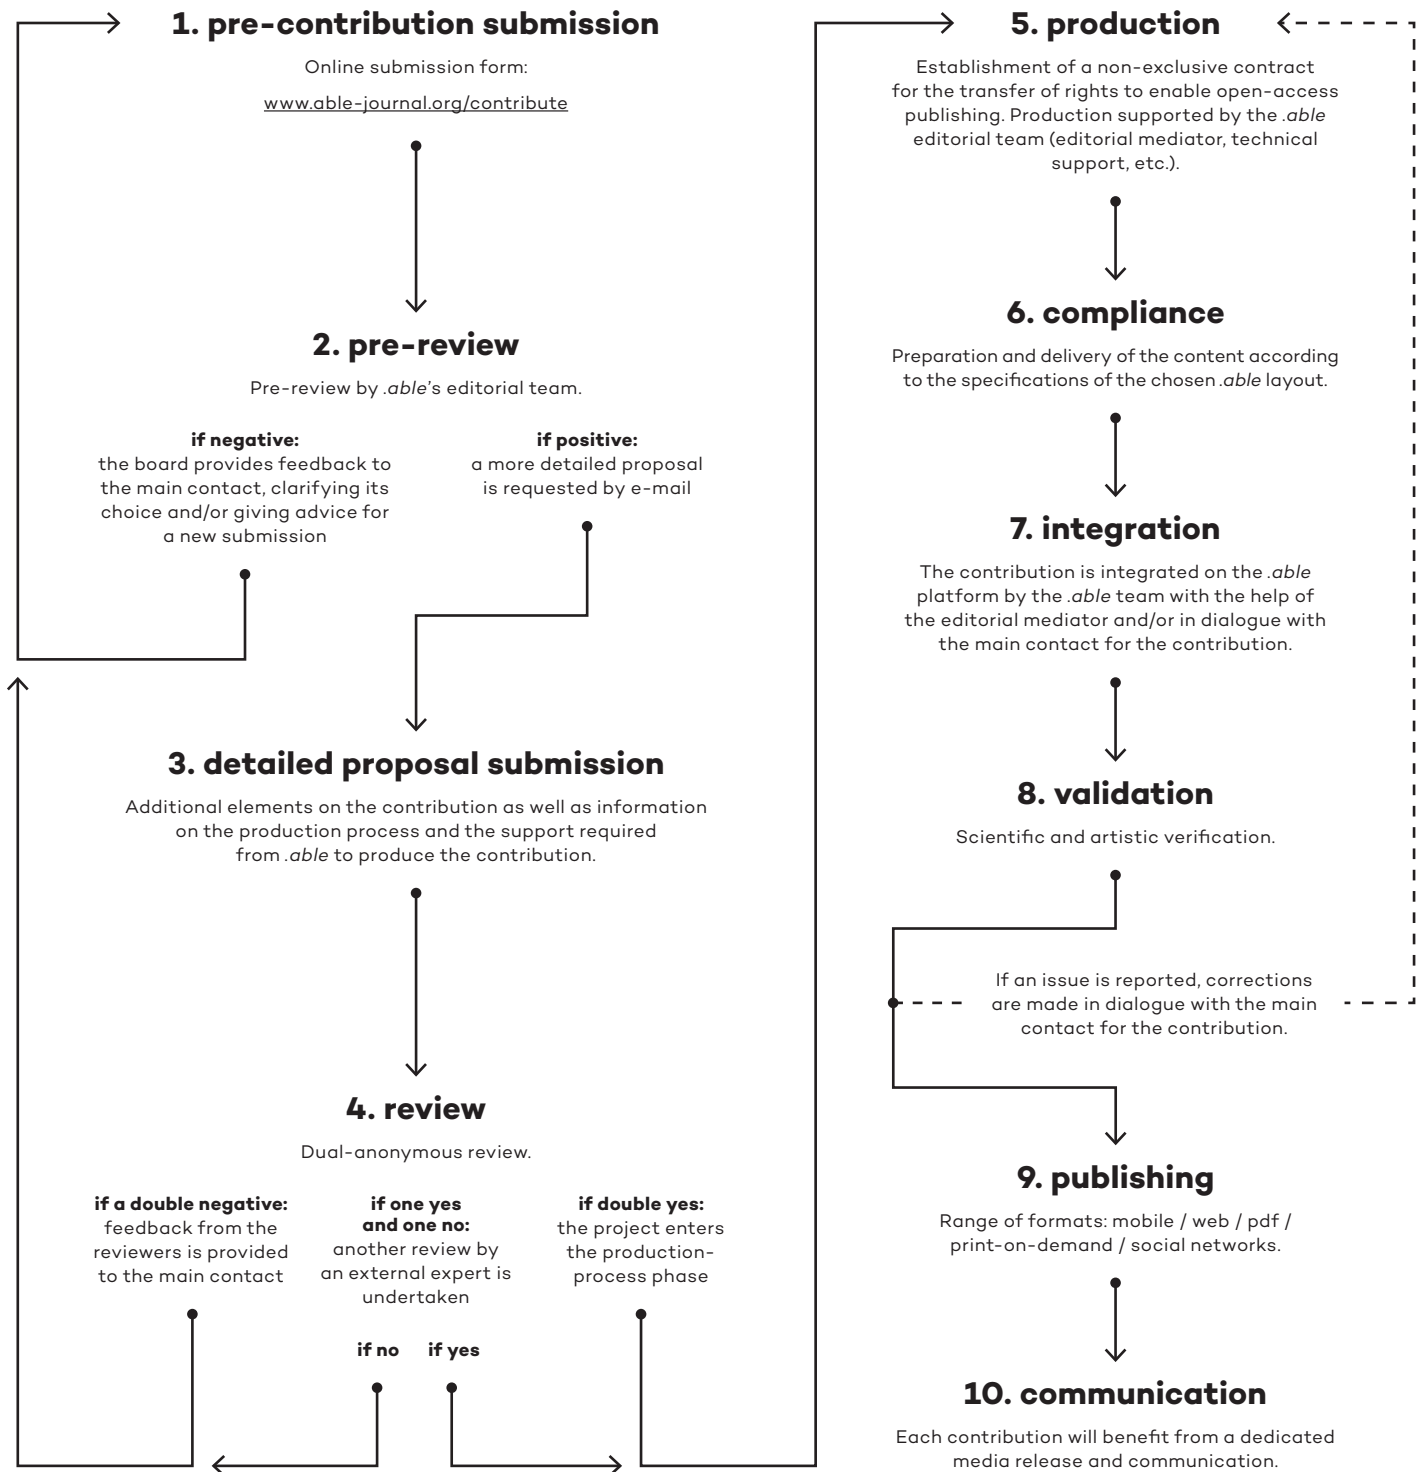 1. pre-contribution submission
Online submission form:
www.able-journal.org/contribute
2. pre-review
Pre-review by .able's editorial team.
if negative:
the board provides feedback to
the main contact, clarifying its
choice and/or giving advice for
a new submission
if positive:
a more detailed proposal
is requested by e-mail
3. detailed proposal submission
Additional elements on the contribution as well as information
on the production process and the support required
from .able to produce the contribution.
4. review
Dual-anonymous review.
if a double negative:
feedback from the
reviewers is provided
to the main contact
if one yes
and one no:
another review by
an external expert is
undertaken
if no
if yes
if double yes:
the project enters
the production-
process phase
5. production
Establishment of a non-exclusive contract
for the transfer of rights to enable open-access
publishing. Production supported by the .able
editorial team (editorial mediator, technical
support, etc.).
6. compliance
Preparation and delivery of the content according
to the specifications of the chosen .able layout.
7. integration
The contribution is integrated on the .able
platform by the .able team with the help of
the editorial mediator and/or in dialogue with
the main contact for the contribution.
8. validation
Scientific and artistic verification.
If an issue is reported, corrections
are made in dialogue with the main
contact for the contribution.
9. publishing
Range of formats: mobile / web / pdf /
print-on-demand / social networks.
10. communication
Each contribution will benefit from a dedicated
media release and communication.